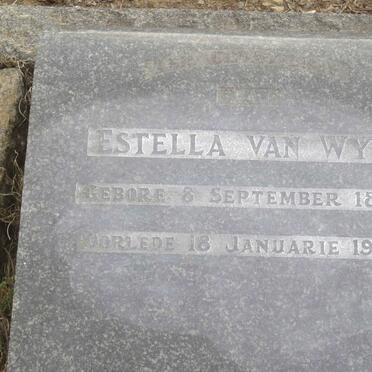 ESTELLA VAN WY
GEBORE 8 SEPTEMBER 18
OORLEDE 18 JANUARIE 19